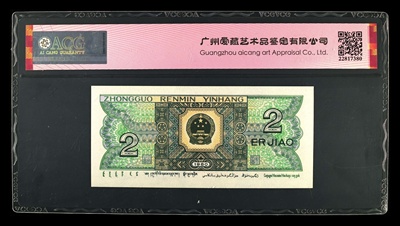 ACG
AI CANG GUARANTY
广州爱藏艺术品鉴定有限公司
Guangzhou aicang art Appraisal Co., Ltd.
22817380
ZHONGGUO RENMIN YINHANG
2
2
ER JIAO
1980